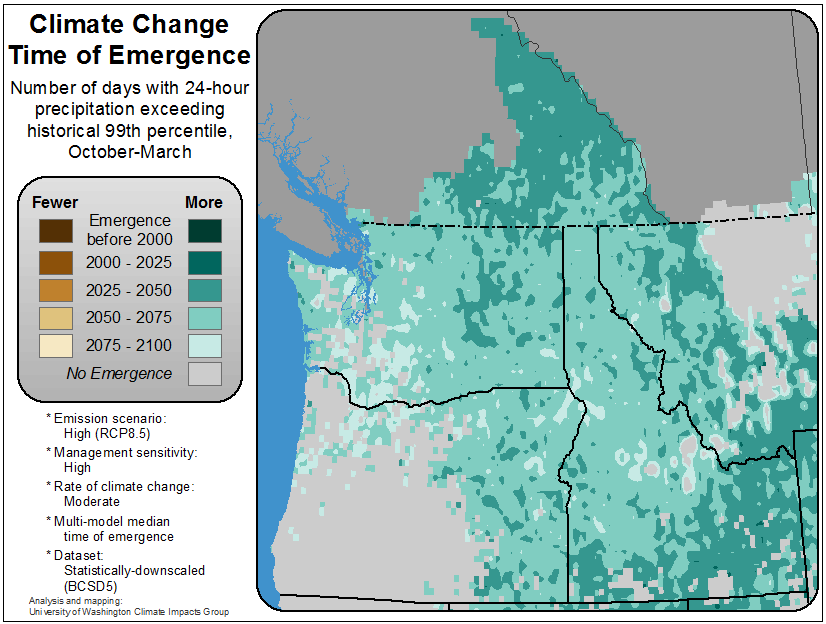 Climate Change
Time of Emergence
Number of days with 24-hour
precipitation exceeding
historical 99th percentile,
October-March
Fewer More
Emergence
before 2000
2000 - 2025
2025 - 2050
2050 - 2075
2075 - 2100
No Emergence
* Emission scenario:
High (RCP8.5)
* Management sensitivity:
High
* Rate of climate change:
Moderate
* Multi-model median
time of emergence
* Dataset:
Statistically-downscaled
(BCSD5)
Analysis and mapping:
University of Washington Climate Impacts Group